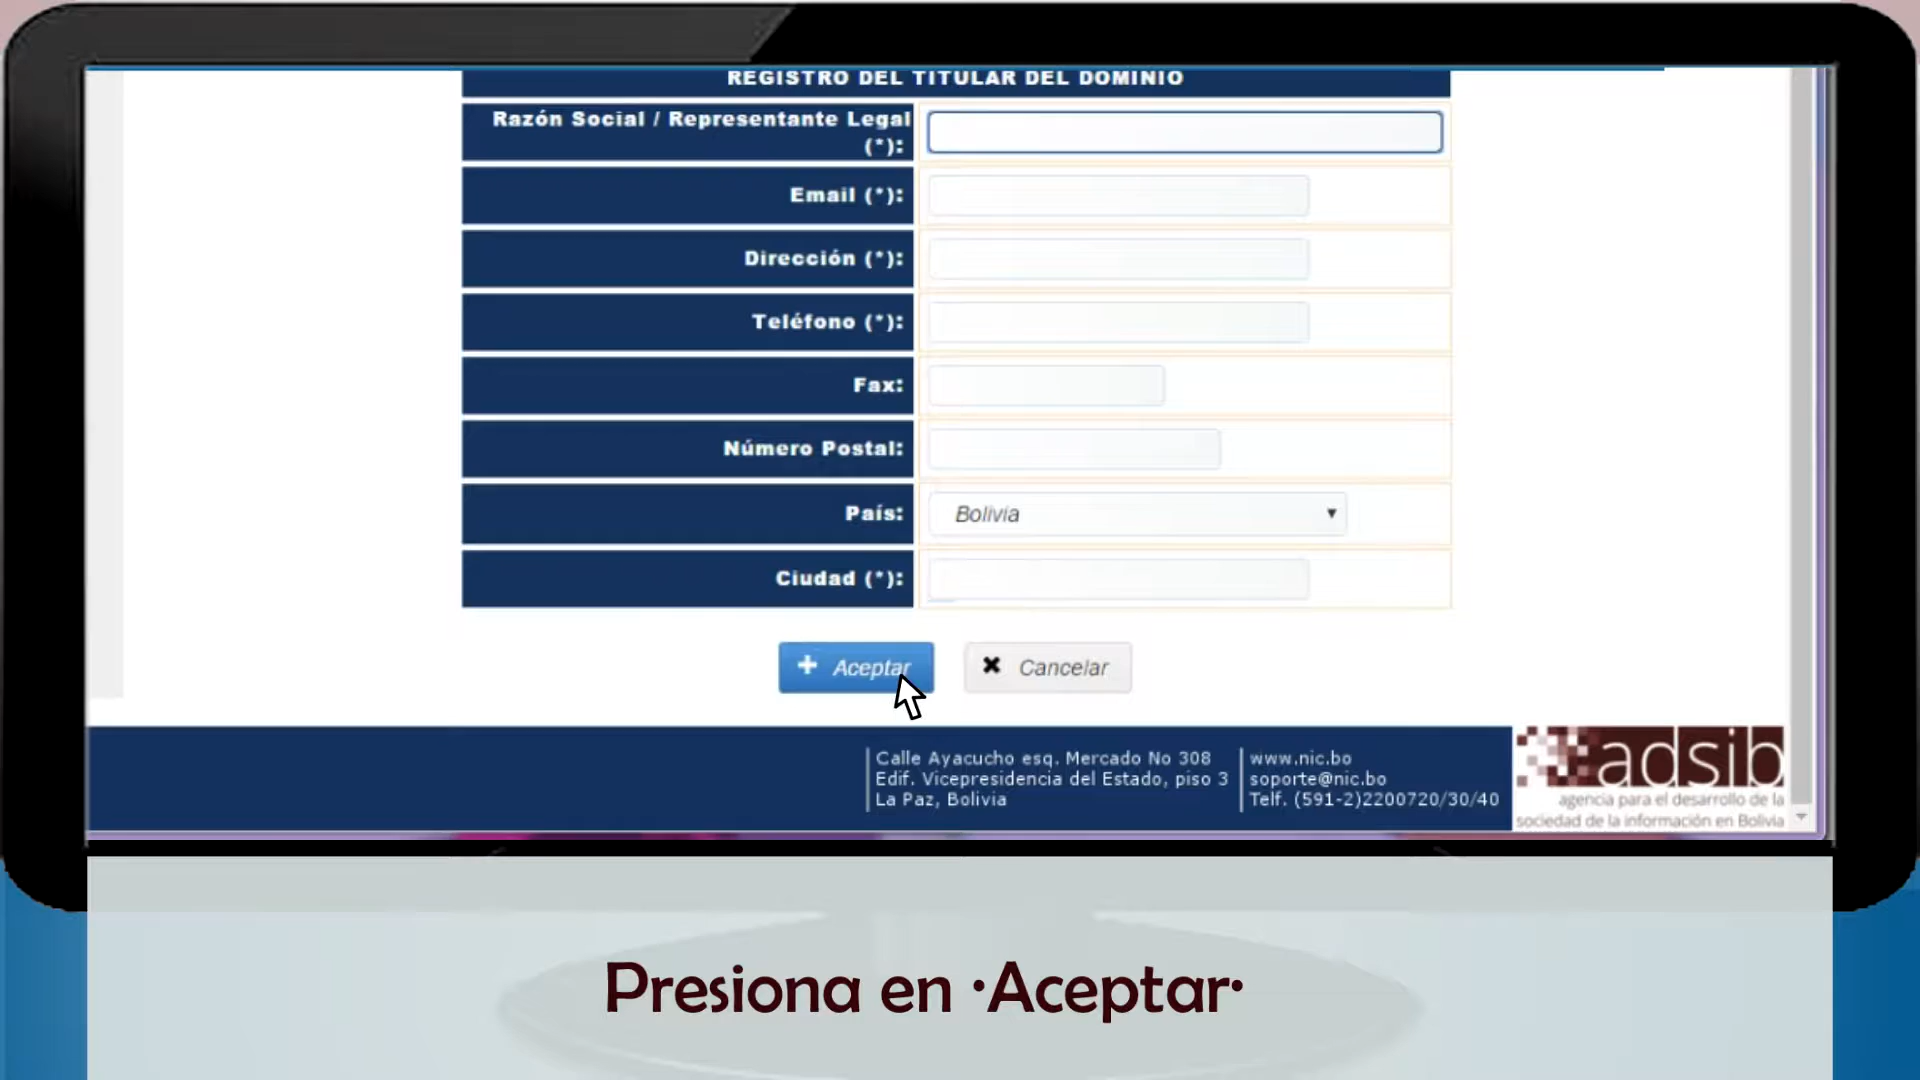 REGISTRO DEL TITULAR DEL DOMINIO
Razón Social / Representante Legal
(*):
Email (*):
Dirección (*):
Teléfono (*):
Fax:
Número Postal:
País:
Bolivia
Ciudad (*):
Aceptar
Cancelar
Calle Ayacucho esq. Mercado No 308
Edif. Vicepresidencia del Estado, piso 3
La Paz, Bolivia
www.nic.bo
soporte@nic.bo
Telf. (591-2)2200720/30/40
adsib
agencia para el desarrollo de la
sociedad de la información en Bolivia
Presiona en ·Aceptar·